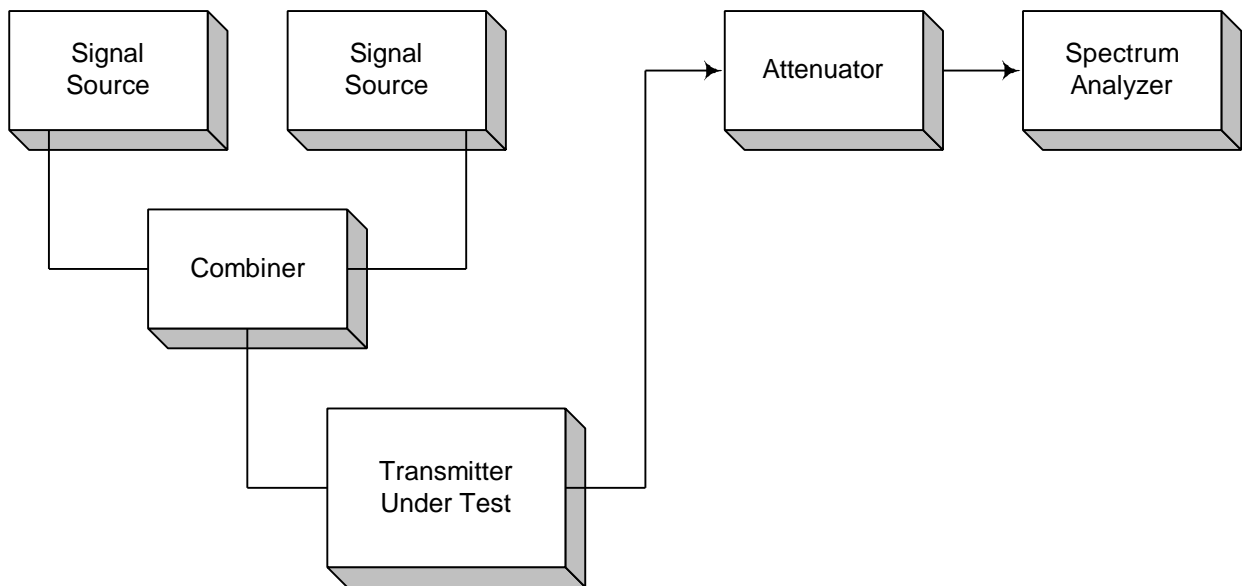 Signal
Source
Signal
Source
Attenuator
Spectrum
Analyzer
Combiner
Transmitter
Under Test